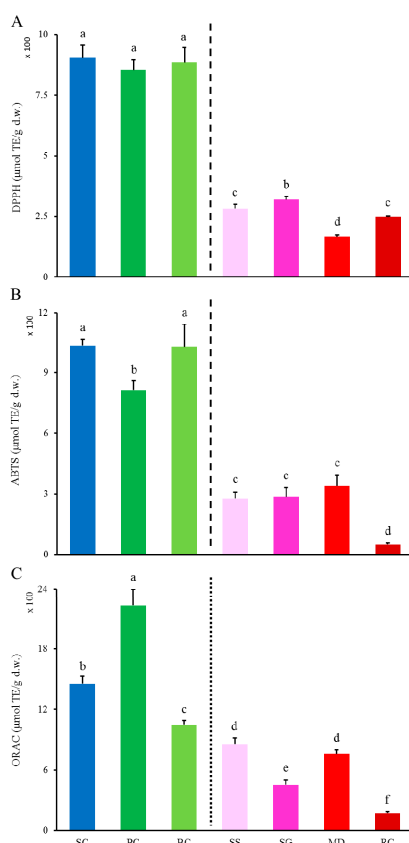 A
x 100
DPPH (µmol TE/g d.w.)
10
7.5
5
2.5
0
a
a
a
c
b
d
c
B
x 100
ABTS (µmol TE/g d.w.)
12
9
6
3
0
a
b
a
c
c
c
d
C
x 100
ORAC (µmol TE/g d.w.)
24
18
12
6
0
b
a
c
d
e
d
f